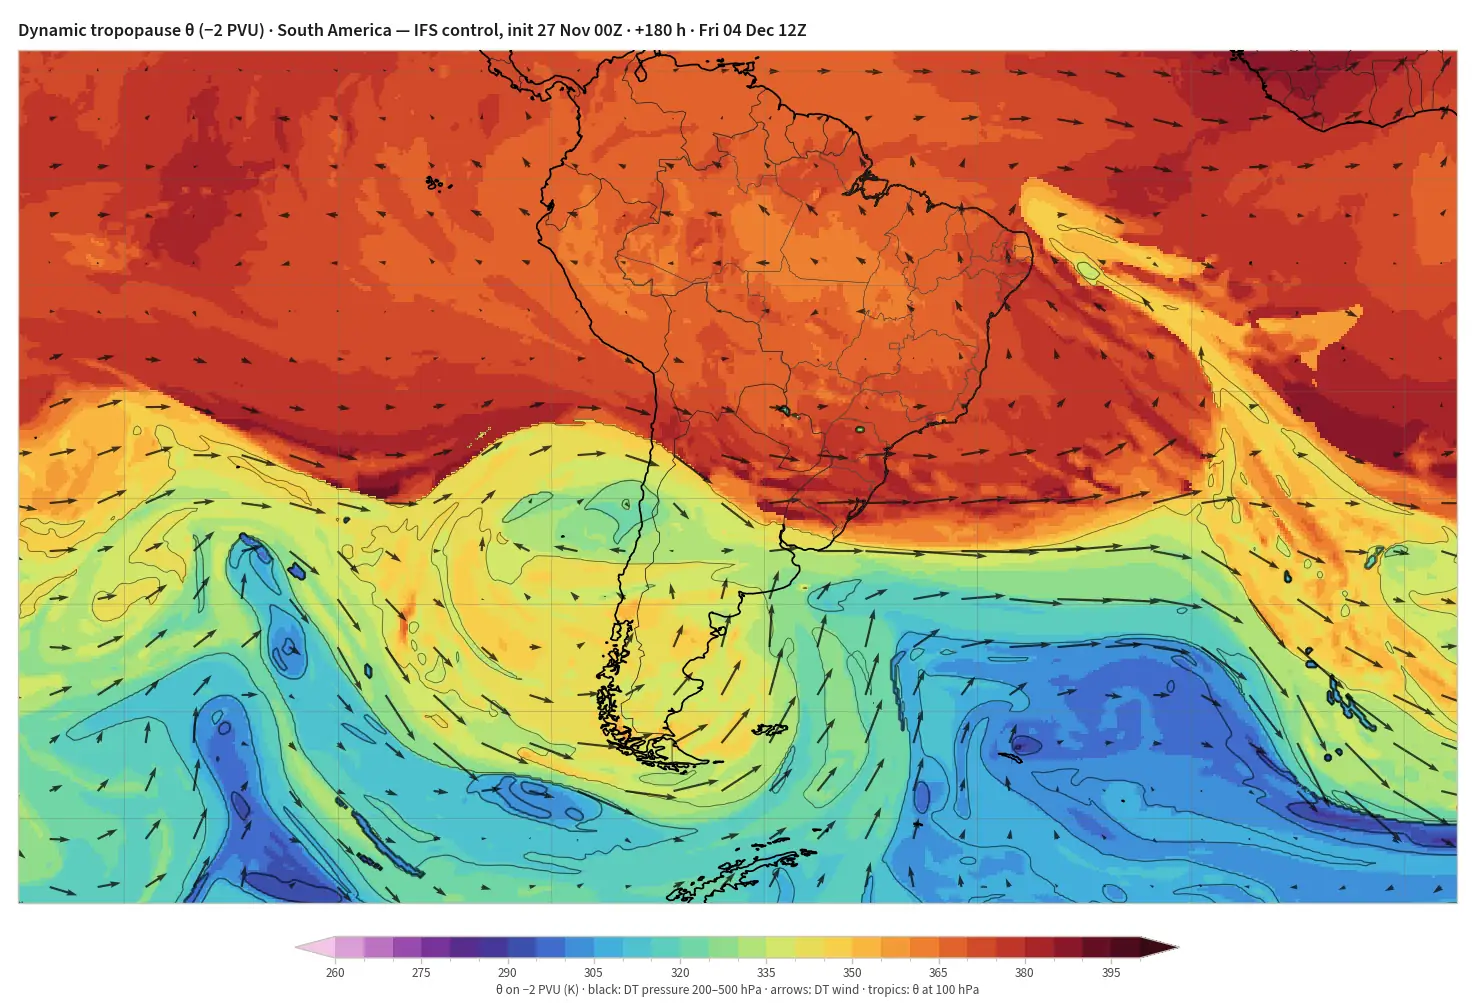 Dynamic tropopause θ (−2 PVU) · South America — IFS control, init 27 Nov 00Z · +180 h · Fri 04 Dec 12Z
260 275 290 305 320 335 350 365 380 395
θ on −2 PVU (K) · black: DT pressure 200–500 hPa · arrows: DT wind · tropics: θ at 100 hPa